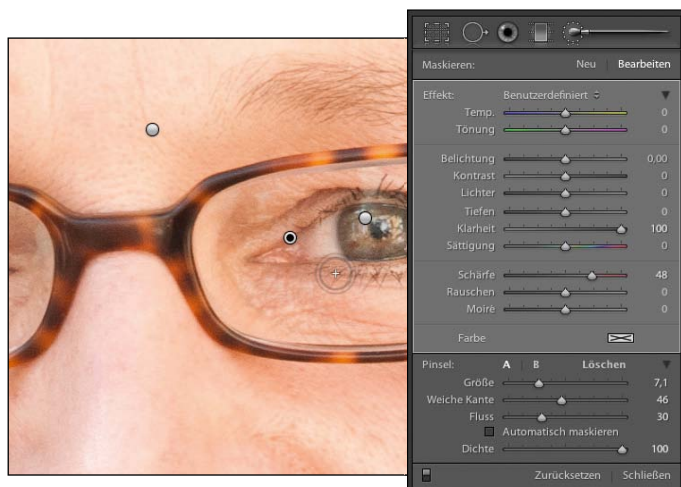 Maskieren: Neu | Bearbeiten
Effekt: Benutzerdefiniert
Temp. 0
Tönung 0
Belichtung 0,00
Kontrast 0
Lichter 0
Tiefen 0
Klarheit 100
Sättigung 0
Schärfe 48
Rauschen 0
Moirè 0
Farbe
Pinsel: A | B Löschen
Größe 7,1
Weiche Kante 46
Fluss 30
Automatisch maskieren
Dichte 100
Zurücksetzen | Schließen